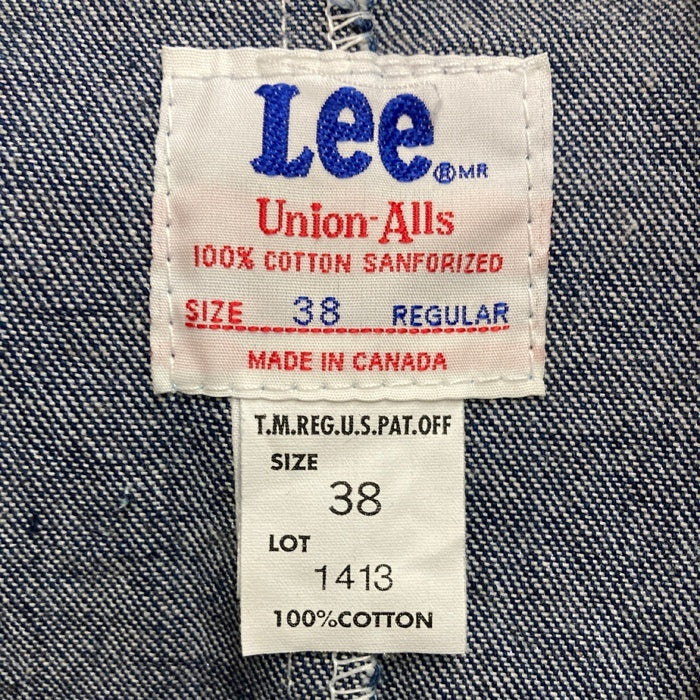 Lee ® MR
Union-Alls
100% COTTON SANFORIZED
SIZE 38 REGULAR
MADE IN CANADA
T.M.REG.U.S.PAT.OFF
SIZE
38
LOT
1413
100%COTTON